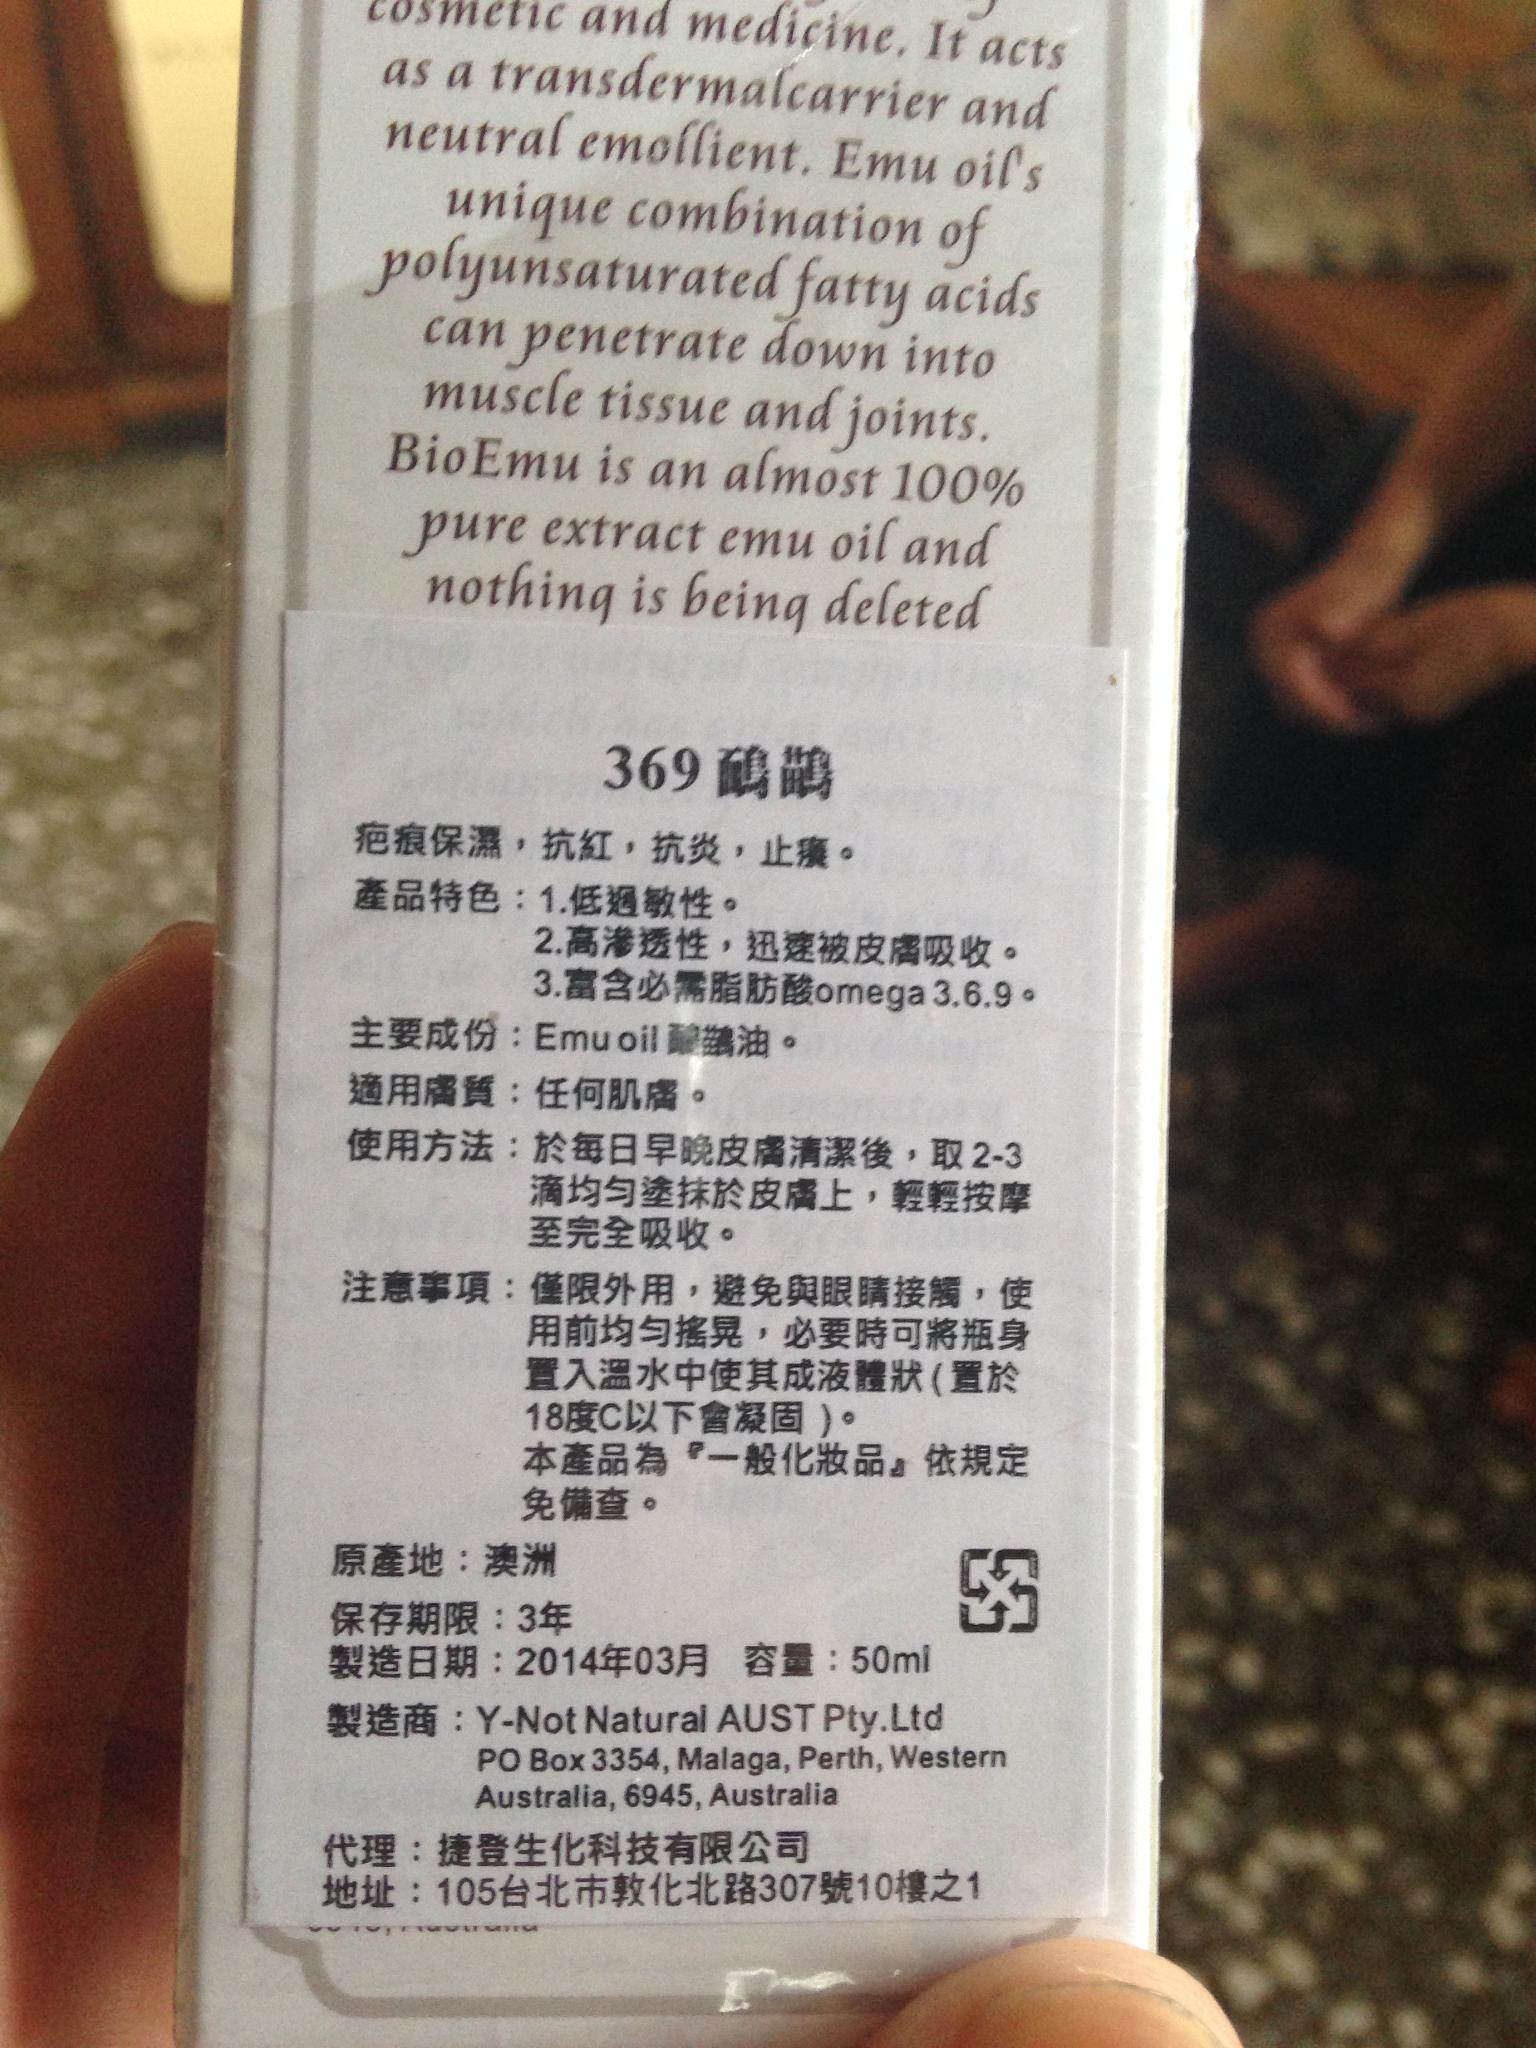 cosmetic and medicine. It acts
as a transdermalcarrier and
neutral emollient. Emu oil's
unique combination of
polyunsaturated fatty acids
can penetrate down into
muscle tissue and joints.
BioEmu is an almost 100%
pure extract emu oil and
nothing is being deleted
369 鴯鶓
疤痕保濕，抗紅，抗炎，止癢。
產品特色：1.低過敏性。
2.高滲透性，迅速被皮膚吸收。
3.富含必需脂肪酸omega 3.6.9。
主要成份：Emu oil 鴯鶓油。
適用膚質：任何肌膚。
使用方法：於每日早晚皮膚清潔後，取 2-3
滴均勻塗抹於皮膚上，輕輕按摩
至完全吸收。
注意事項：僅限外用，避免與眼睛接觸，使
用前均勻搖晃，必要時可將瓶身
置入溫水中使其成液體狀 ( 置於
18度C以下會凝固 )。
本產品為『一般化妝品』依規定
免備查。
原產地：澳洲
保存期限：3年
製造日期：2014年03月 容量：50ml
製造商：Y-Not Natural AUST Pty.Ltd
PO Box 3354, Malaga, Perth, Western
Australia, 6945, Australia
代理：捷登生化科技有限公司
地址：105台北市敦化北路307號10樓之1